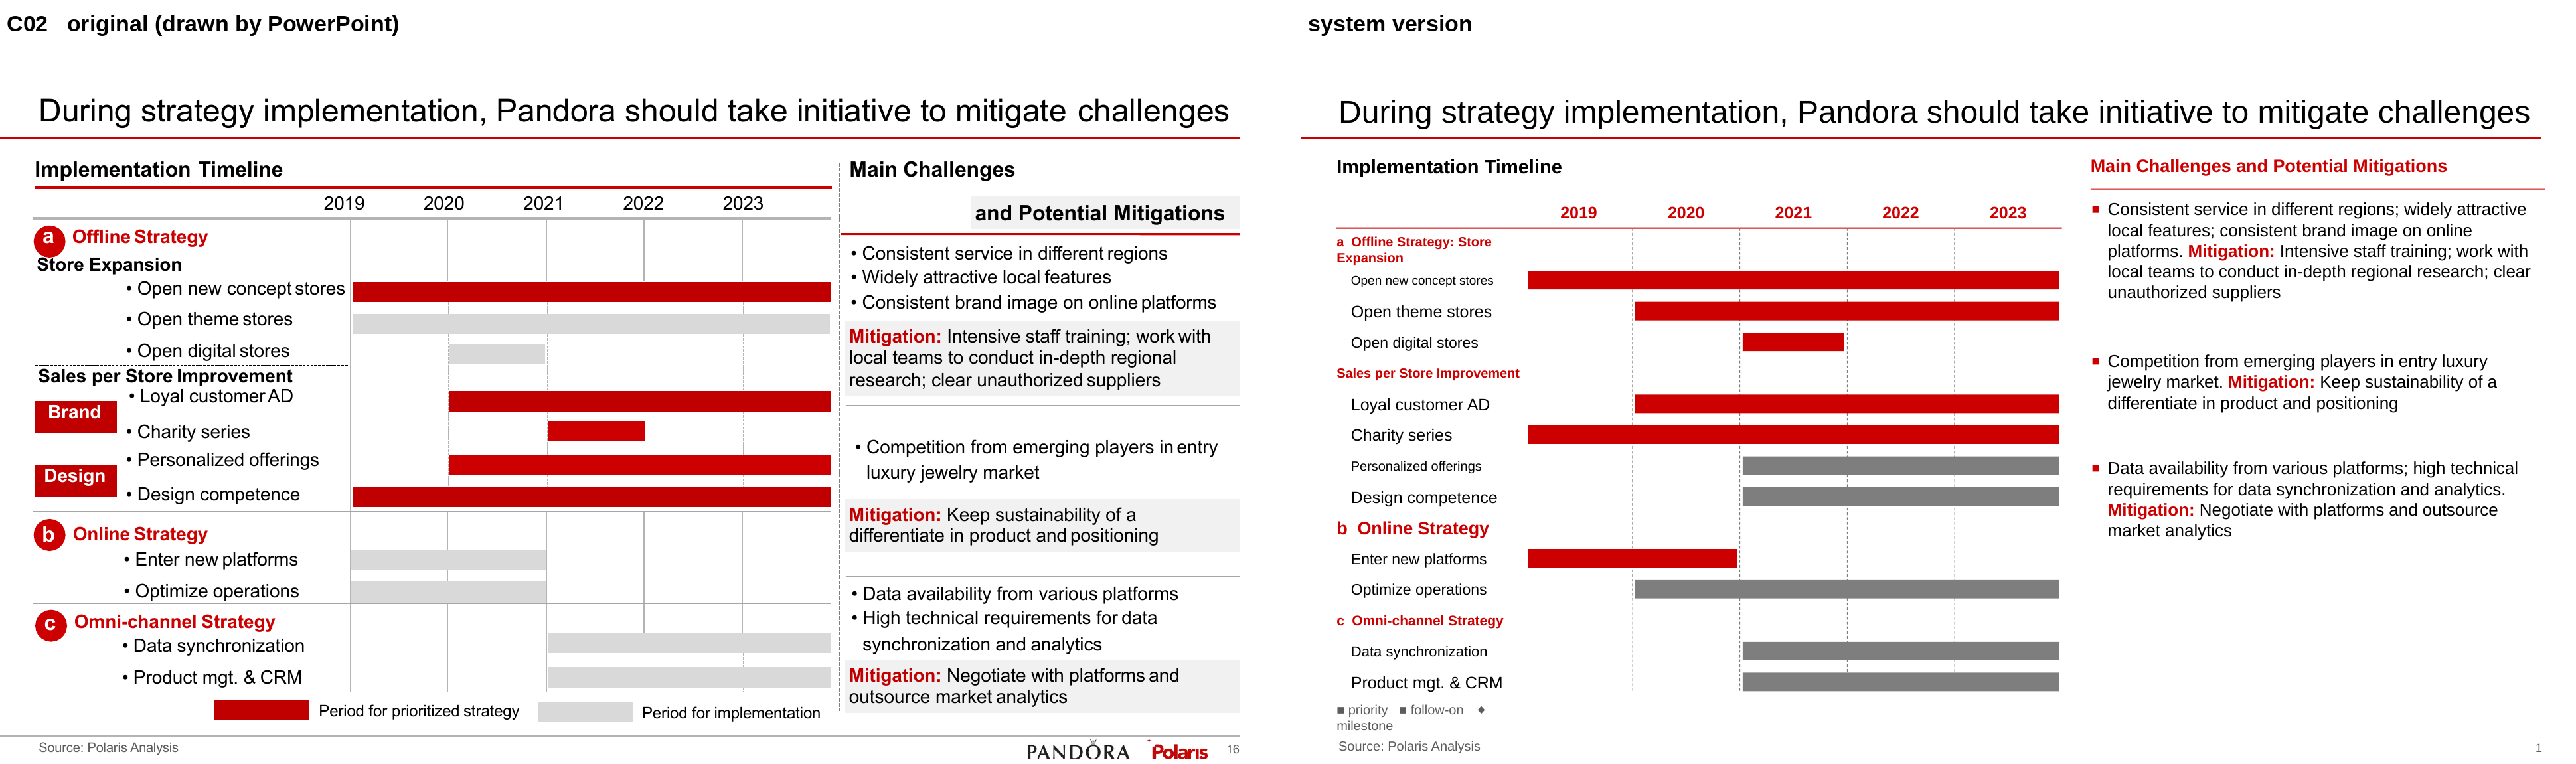 C02 original (drawn by PowerPoint)
During strategy implementation, Pandora should take initiative to mitigate challenges
Implementation Timeline
2019 2020 2021 2022 2023
a Offline Strategy
Store Expansion
• Open new concept stores
• Open theme stores
• Open digital stores
Sales per Store Improvement
• Loyal customer AD
Brand
• Charity series
• Personalized offerings
Design
• Design competence
b Online Strategy
• Enter new platforms
• Optimize operations
c Omni-channel Strategy
• Data synchronization
• Product mgt. & CRM
Period for prioritized strategy Period for implementation
Main Challenges
and Potential Mitigations
• Consistent service in different regions
• Widely attractive local features
• Consistent brand image on online platforms
Mitigation: Intensive staff training; work with
local teams to conduct in-depth regional
research; clear unauthorized suppliers
• Competition from emerging players in entry
luxury jewelry market
Mitigation: Keep sustainability of a
differentiate in product and positioning
• Data availability from various platforms
• High technical requirements for data
synchronization and analytics
Mitigation: Negotiate with platforms and
outsource market analytics
Source: Polaris Analysis
PANDÖRA Polaris 16
system version
During strategy implementation, Pandora should take initiative to mitigate challenges
Implementation Timeline
2019 2020 2021 2022 2023
a Offline Strategy: Store
Expansion
Open new concept stores
Open theme stores
Open digital stores
Sales per Store Improvement
Loyal customer AD
Charity series
Personalized offerings
Design competence
b Online Strategy
Enter new platforms
Optimize operations
c Omni-channel Strategy
Data synchronization
Product mgt. & CRM
■ priority ■ follow-on ♦
milestone
Main Challenges and Potential Mitigations
■ Consistent service in different regions; widely attractive
local features; consistent brand image on online
platforms. Mitigation: Intensive staff training; work with
local teams to conduct in-depth regional research; clear
unauthorized suppliers
■ Competition from emerging players in entry luxury
jewelry market. Mitigation: Keep sustainability of a
differentiate in product and positioning
■ Data availability from various platforms; high technical
requirements for data synchronization and analytics.
Mitigation: Negotiate with platforms and outsource
market analytics
Source: Polaris Analysis
1